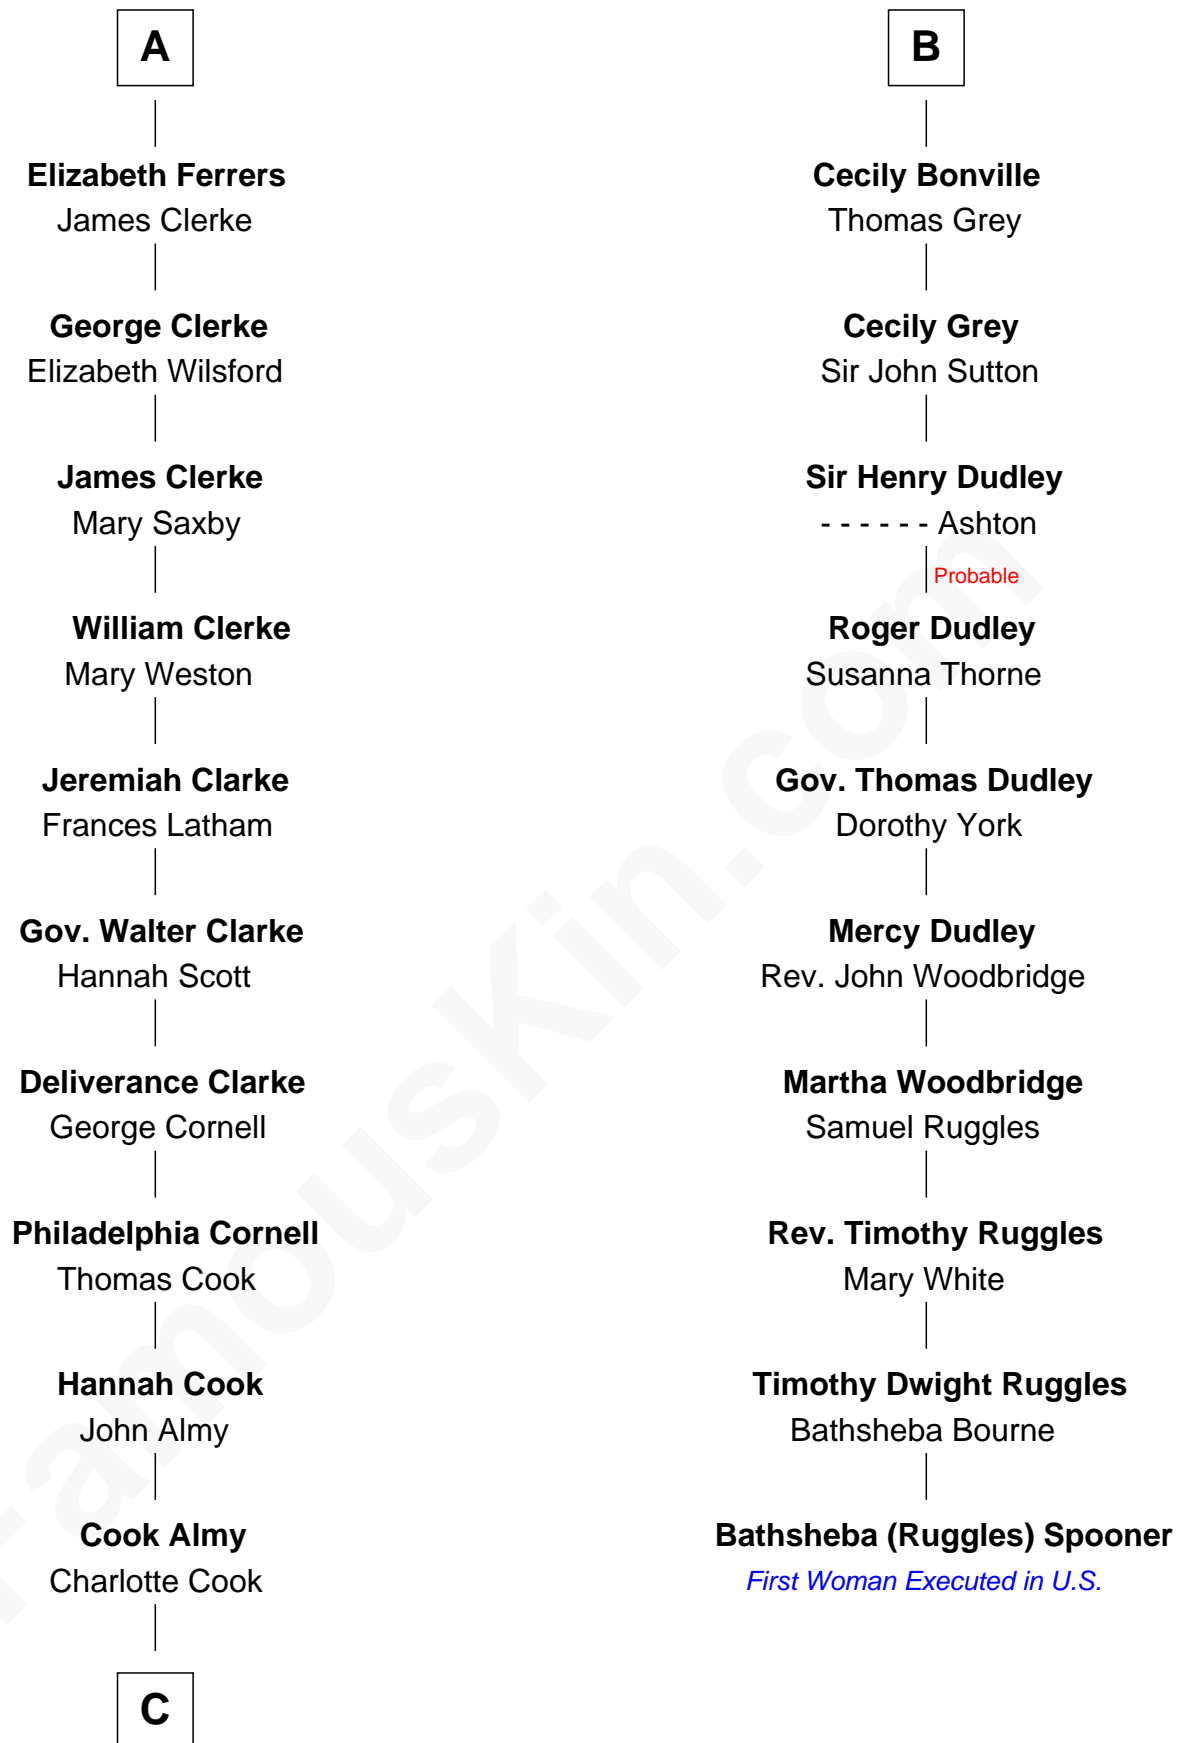 A
Elizabeth Ferrers
James Clerke
George Clerke
Elizabeth Wilsford
James Clerke
Mary Saxby
William Clerke
Mary Weston
Jeremiah Clarke
Frances Latham
Gov. Walter Clarke
Hannah Scott
Deliverance Clarke
George Cornell
Philadelphia Cornell
Thomas Cook
Hannah Cook
John Almy
Cook Almy
Charlotte Cook
C
B
Cecily Bonville
Thomas Grey
Cecily Grey
Sir John Sutton
Sir Henry Dudley
- - - - - - Ashton
Probable
Roger Dudley
Susanna Thorne
Gov. Thomas Dudley
Dorothy York
Mercy Dudley
Rev. John Woodbridge
Martha Woodbridge
Samuel Ruggles
Rev. Timothy Ruggles
Mary White
Timothy Dwight Ruggles
Bathsheba Bourne
Bathsheba (Ruggles) Spooner
First Woman Executed in U.S.
FamousKin.com